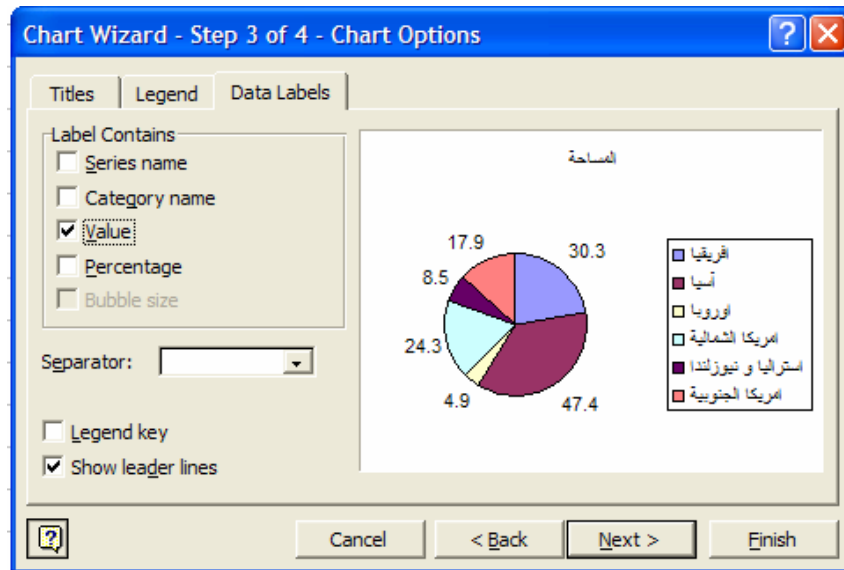 Chart Wizard - Step 3 of 4 - Chart Options
Titles
Legend
Data Labels
Label Contains
Series name
Category name
Value
Percentage
Bubble size
Separator:
Legend key
Show leader lines
المساحة
17.9
30.3
8.5
24.3
4.9
47.4
افريقيا
آسيا
اوروبا
امريكا الشمالية
استراليا و نيوزلندا
امريكا الجنوبية
Cancel
< Back
Next >
Finish